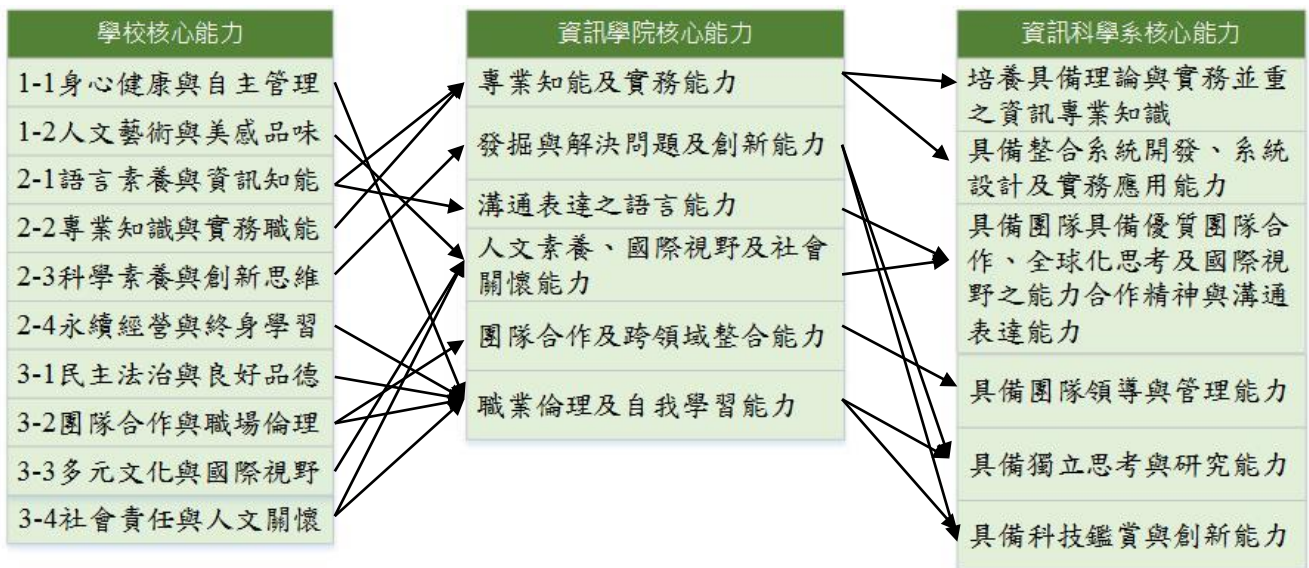 學校核心能力
1-1身心健康與自主管理
1-2人文藝術與美感品味
2-1語言素養與資訊知能
2-2專業知識與實務職能
2-3科學素養與創新思維
2-4永續經營與終身學習
3-1民主法治與良好品德
3-2團隊合作與職場倫理
3-3多元文化與國際視野
3-4社會責任與人文關懷
資訊學院核心能力
專業知能及實務能力
發掘與解決問題及創新能力
溝通表達之語言能力
人文素養、國際視野及社會
關懷能力
團隊合作及跨領域整合能力
職業倫理及自我學習能力
資訊科學系核心能力
培養具備理論與實務並重
之資訊專業知識
具備整合系統開發、系統
設計及實務應用能力
具備團隊具備優質團隊合
作、全球化思考及國際視
野之能力合作精神與溝通
表達能力
具備團隊領導與管理能力
具備獨立思考與研究能力
具備科技鑑賞與創新能力